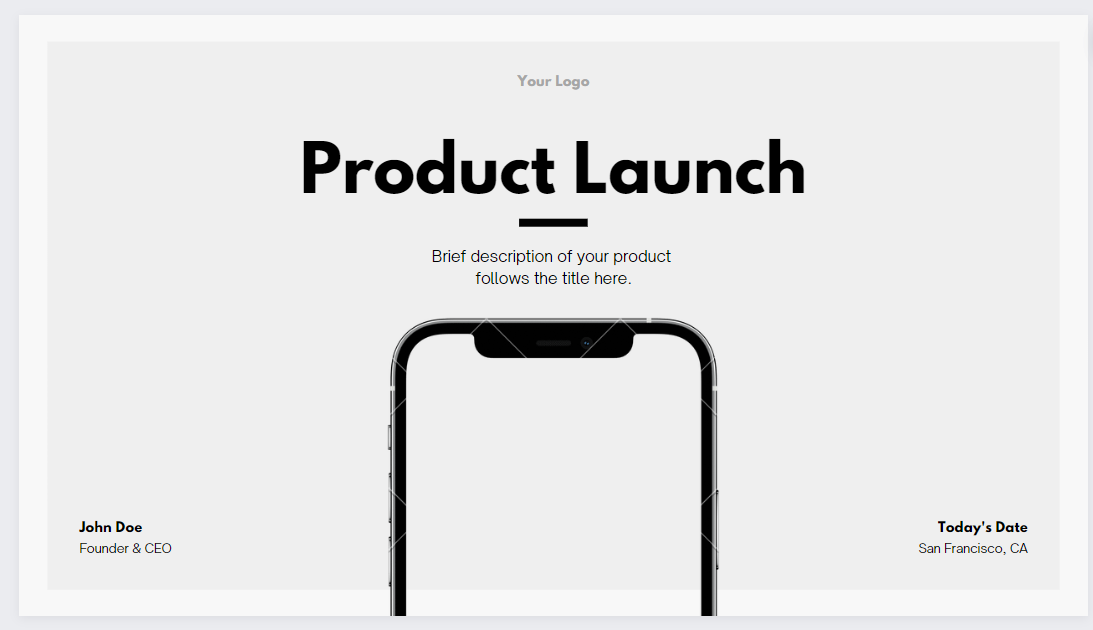 Your Logo
Product Launch
Brief description of your product
follows the title here.
John Doe
Founder & CEO
Today's Date
San Francisco, CA